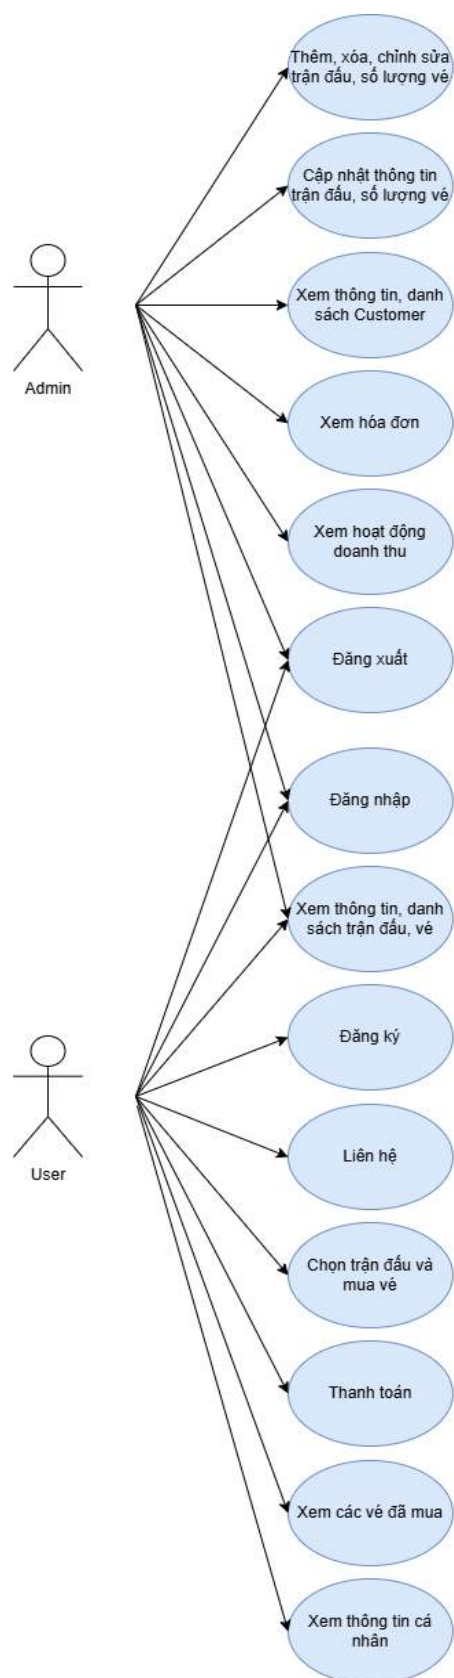 Thêm, xóa, chỉnh sửa
trận đấu, số lượng vé
Cập nhật thông tin
trận đấu, số lượng vé
Admin
Xem thông tin, danh
sách Customer
Xem hóa đơn
Xem hoạt động
doanh thu
Đăng xuất
Đăng nhập
Xem thông tin, danh
sách trận đấu, vé
Đăng ký
User
Liên hệ
Chọn trận đấu và
mua vé
Thanh toán
Xem các vé đã mua
Xem thông tin cá
nhân